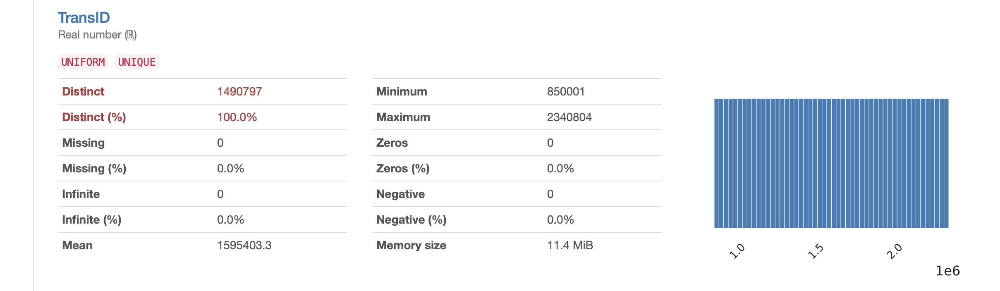 TransID
Real number (ℝ)
UNIFORM UNIQUE
Distinct 1490797
Distinct (%) 100.0%
Missing 0
Missing (%) 0.0%
Infinite 0
Infinite (%) 0.0%
Mean 1595403.3
Minimum 850001
Maximum 2340804
Zeros 0
Zeros (%) 0.0%
Negative 0
Negative (%) 0.0%
Memory size 11.4 MiB
1.0 1.5 2.0
1e6